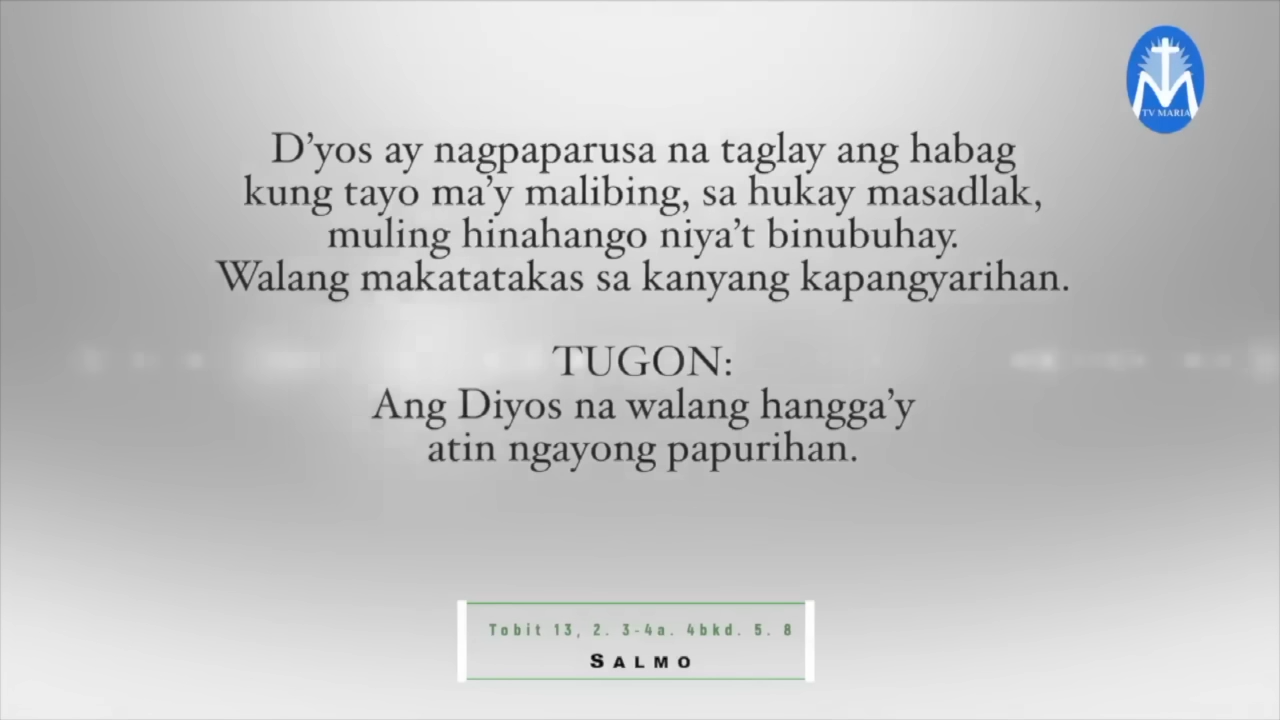 TV MARIA
D’yos ay nagpaparusa na taglay ang habag
kung tayo ma’y malibing, sa hukay masadlak,
muling hinahango niya’t binubuhay.
Walang makatatakas sa kanyang kapangyarihan.
TUGON:
Ang Diyos na walang hangga’y
atin ngayong papurihan.
Tobit 13, 2. 3-4a. 4bkd. 5. 8
SALMO